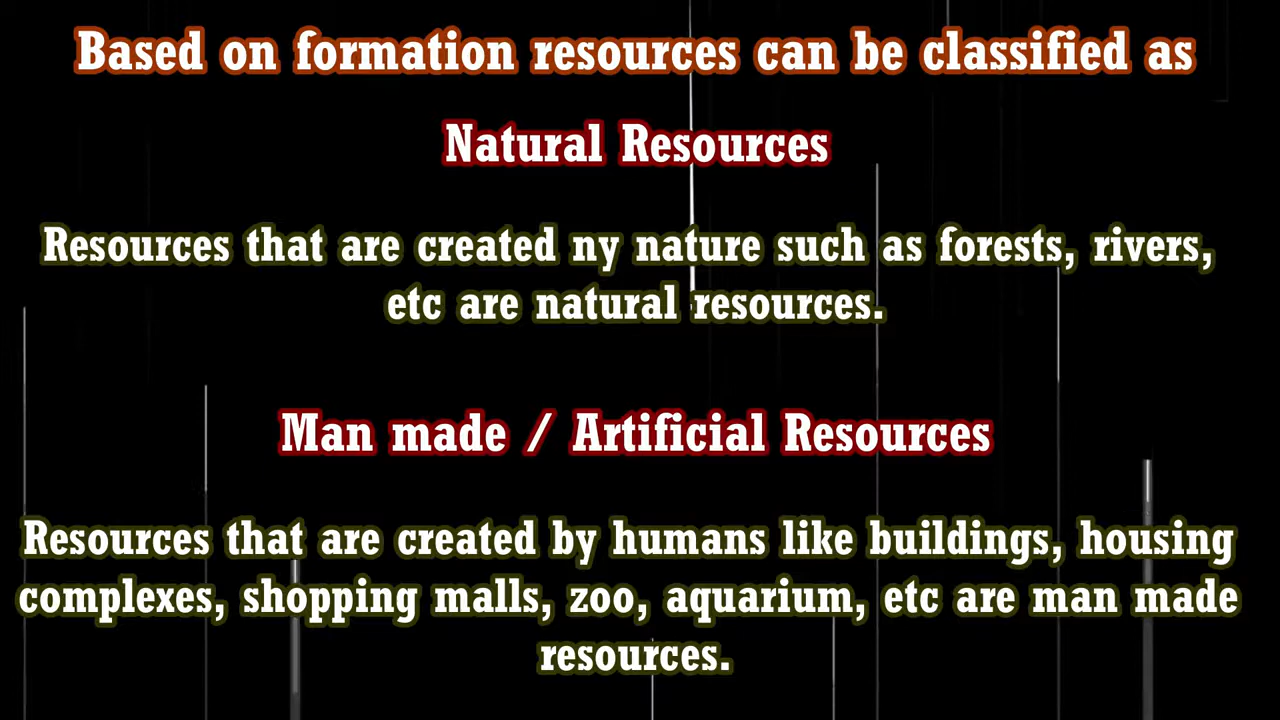 Based on formation resources can be classified as
Natural Resources
Resources that are created ny nature such as forests, rivers,
etc are natural resources.
Man made / Artificial Resources
Resources that are created by humans like buildings, housing
complexes, shopping malls, zoo, aquarium, etc are man made
resources.